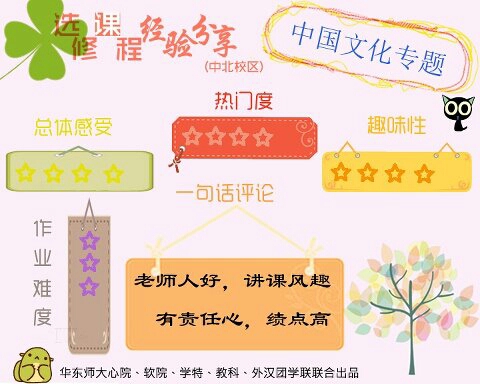 选修课程经验分享
(中北校区)
中国文化专题
热门度
总体感受
趣味性
一句话评论
作业难度
老师人好，讲课风趣
有责任心，绩点高
华东师大心院、软院、学特、教科、外汉团学联联合出品